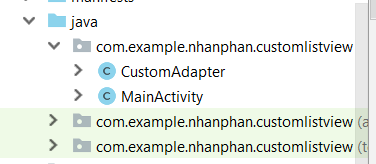 java
com.example.nhanphan.customlistview
CustomAdapter
MainActivity
com.example.nhanphan.customlistview (a
com.example.nhanphan.customlistview (t